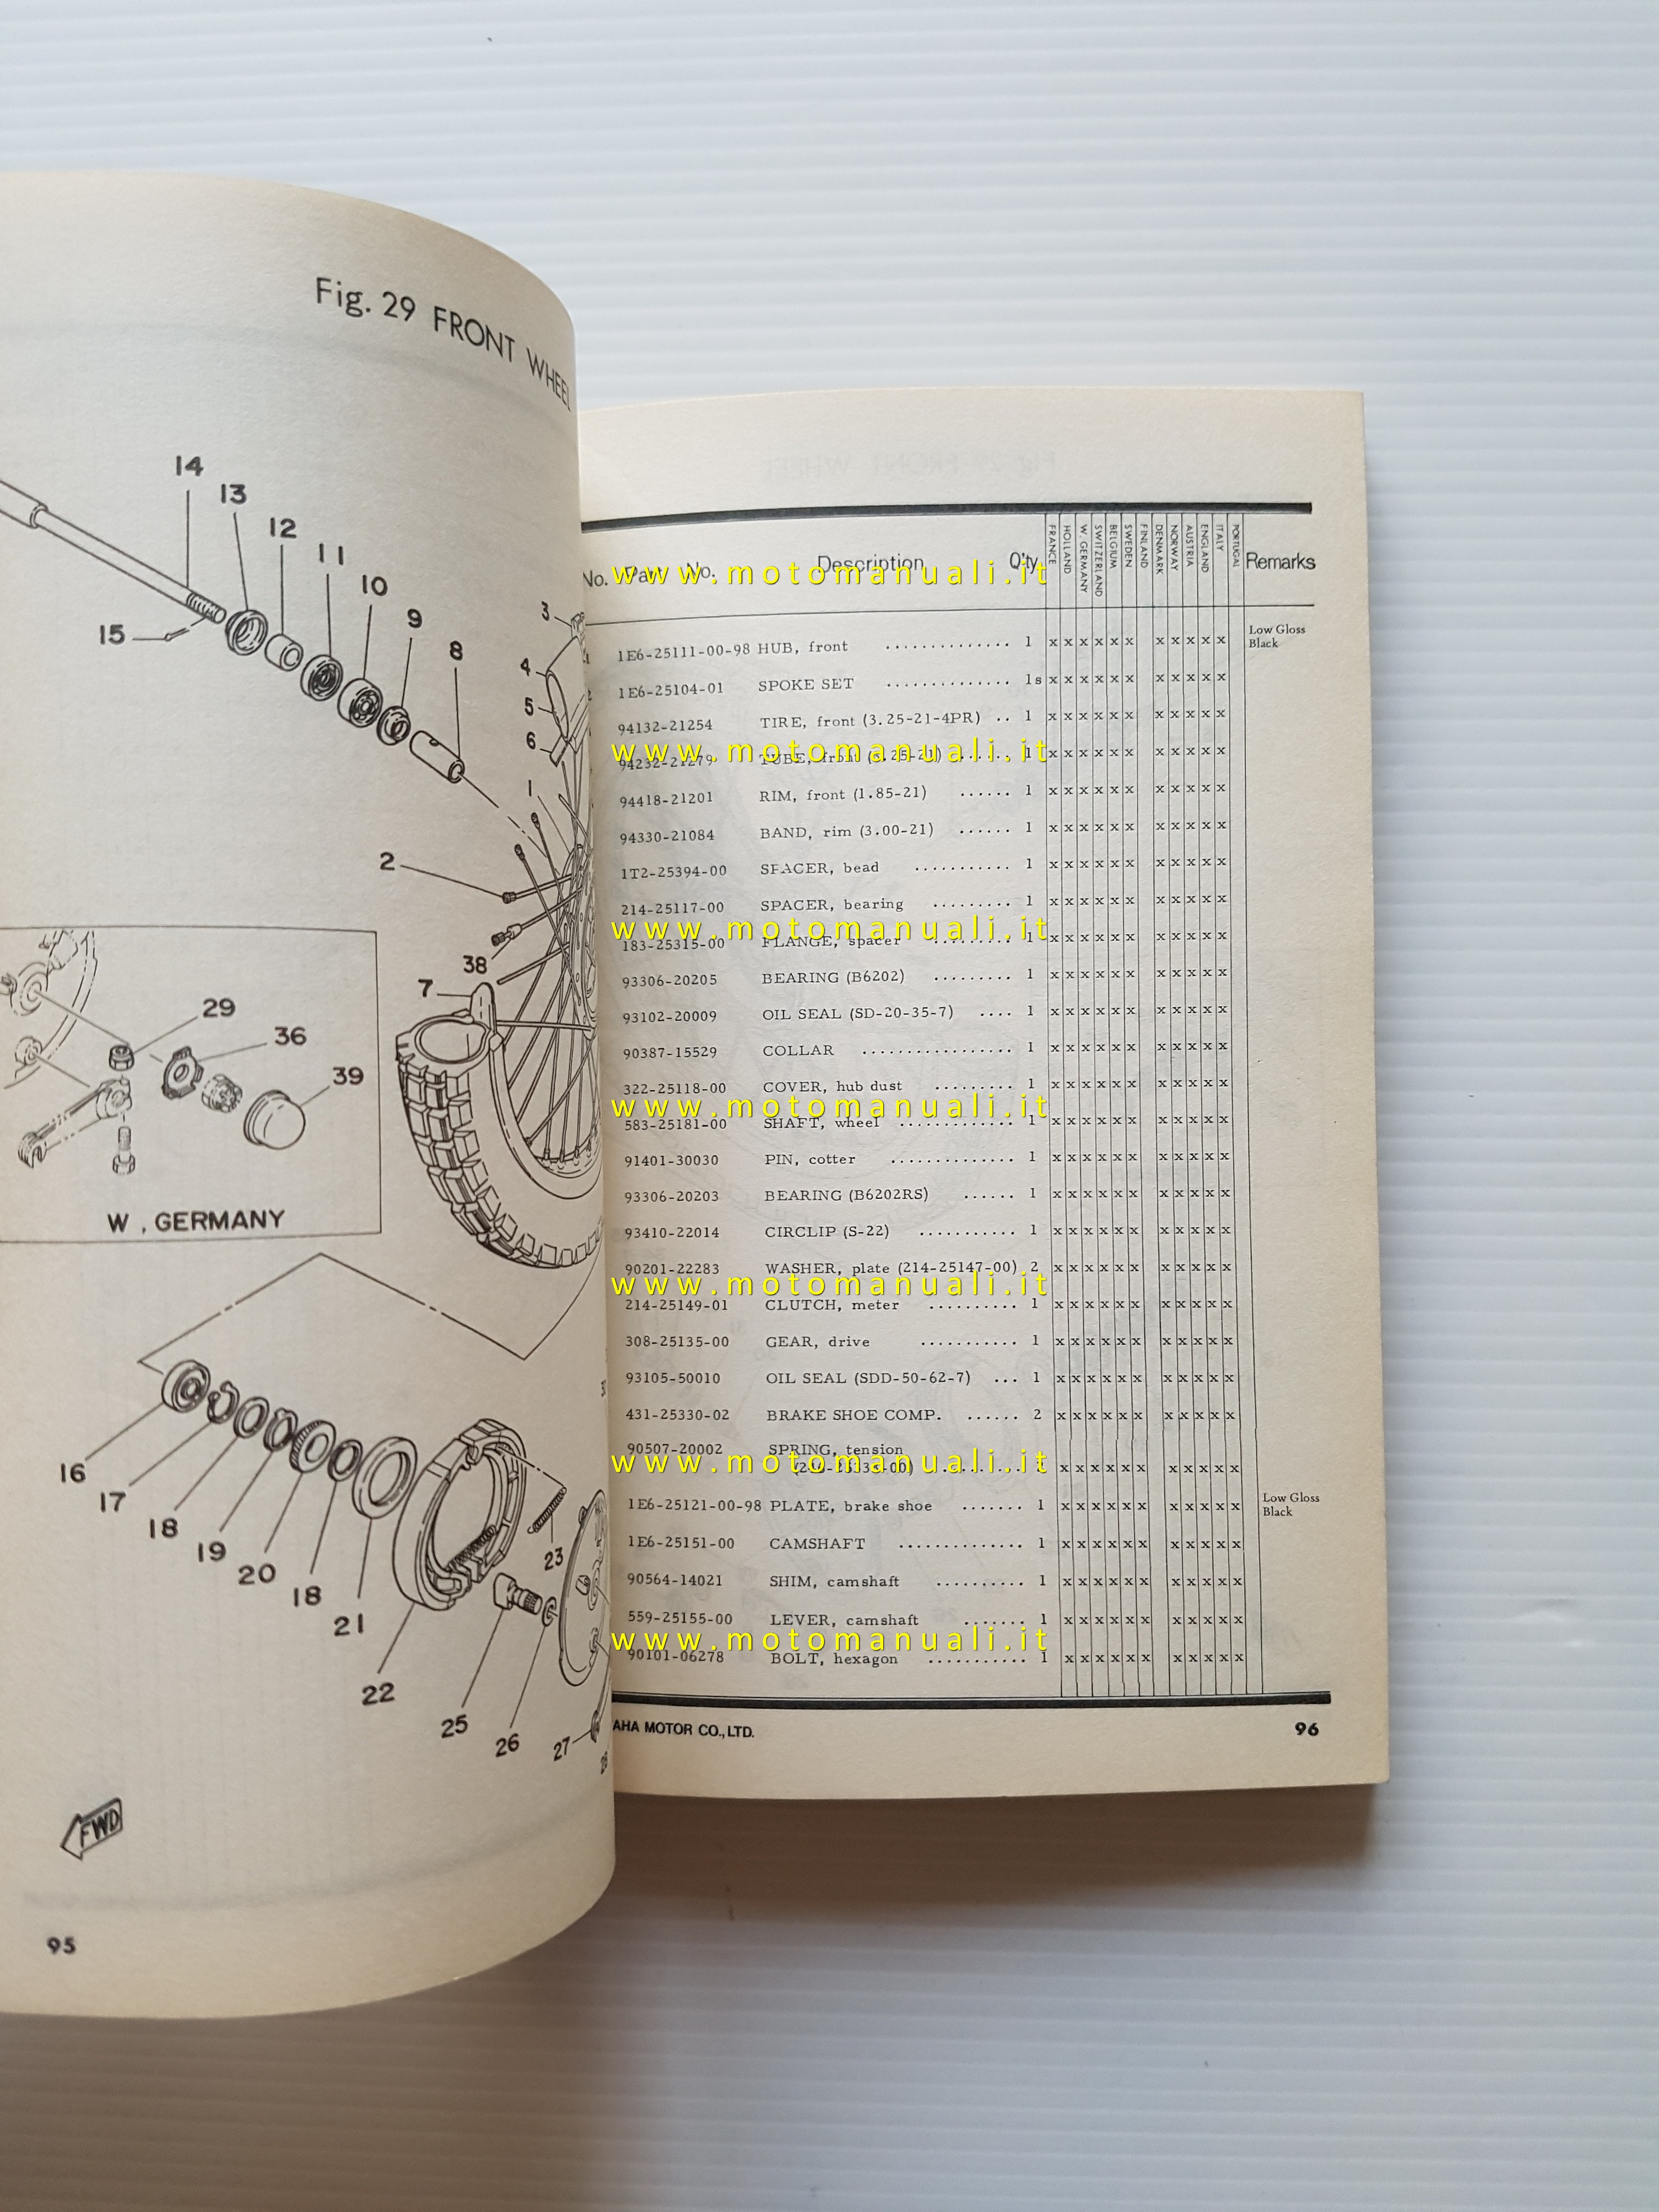 Fig. 29 FRONT WHEEL
14
13
12
11
10
9
8
15
3
4
5
6
1
2
38
7
29
36
39
W. GERMANY
16
17
18
19
20
18
21
22
23
25
26
27
28
FWD
95
No. Part No. Description Q'ty FRANCE HOLLAND W. GERMANY SWITZERLAND BELGIUM SWEDEN FINLAND DENMARK NORWAY AUSTRIA ENGLAND ITALY PORTUGAL Remarks
www.motomanuali.it
1E6-25111-00-98 HUB, front .............. 1 x x x x x x x x x x x Low Gloss
Black
1E6-25104-01 SPOKE SET .............. 1s x x x x x x x x x x x
94132-21254 TIRE, front (3.25-21-4PR) .. 1 x x x x x x x x x x x
www.motomanuali.it
94232-21279 TUBE, front ...... 1 x x x x x x x x x x x
94418-21201 RIM, front (1.85-21) ...... 1 x x x x x x x x x x x
94330-21084 BAND, rim (3.00-21) ...... 1 x x x x x x x x x x x
1T2-25394-00 SPACER, bead ........... 1 x x x x x x x x x x x
214-25117-00 SPACER, bearing ......... 1 x x x x x x x x x x x
www.motomanuali.it
183-25315-00 FLANGE, spacer ......... 1 x x x x x x x x x x x
93306-20205 BEARING (B6202) ......... 1 x x x x x x x x x x x
93102-20009 OIL SEAL (SD-20-35-7) .... 1 x x x x x x x x x x x
90387-15529 COLLAR ................. 1 x x x x x x x x x x x
322-25118-00 COVER, hub dust ......... 1 x x x x x x x x x x x
www.motomanuali.it
583-25181-00 SHAFT, wheel ............. 1 x x x x x x x x x x x
91401-30030 PIN, cotter .............. 1 x x x x x x x x x x x
93306-20203 BEARING (B6202RS) ...... 1 x x x x x x x x x x x
93410-22014 CIRCLIP (S-22) ........... 1 x x x x x x x x x x x
90201-22283 WASHER, plate (214-25147-00) 2 x x x x x x x x x x x
www.motomanuali.it
214-25149-01 CLUTCH, meter .......... 1 x x x x x x x x x x x
308-25135-00 GEAR, drive ........... 1 x x x x x x x x x x x
93105-50010 OIL SEAL (SDD-50-62-7) ... 1 x x x x x x x x x x x
431-25330-02 BRAKE SHOE COMP. ...... 2 x x x x x x x x x x x
90507-20002 SPRING, tension
www.motomanuali.it
x x x x x x x x x x x
1E6-25121-00-98 PLATE, brake shoe ....... 1 x x x x x x x x x x x Low Gloss
Black
1E6-25151-00 CAMSHAFT ............. 1 x x x x x x x x x x x
90564-14021 SHIM, camshaft .......... 1 x x x x x x x x x x x
559-25155-00 LEVER, camshaft ....... 1 x x x x x x x x x x x
www.motomanuali.it
90101-06278 BOLT, hexagon ........... 1 x x x x x x x x x x x
AHA MOTOR CO., LTD.
96